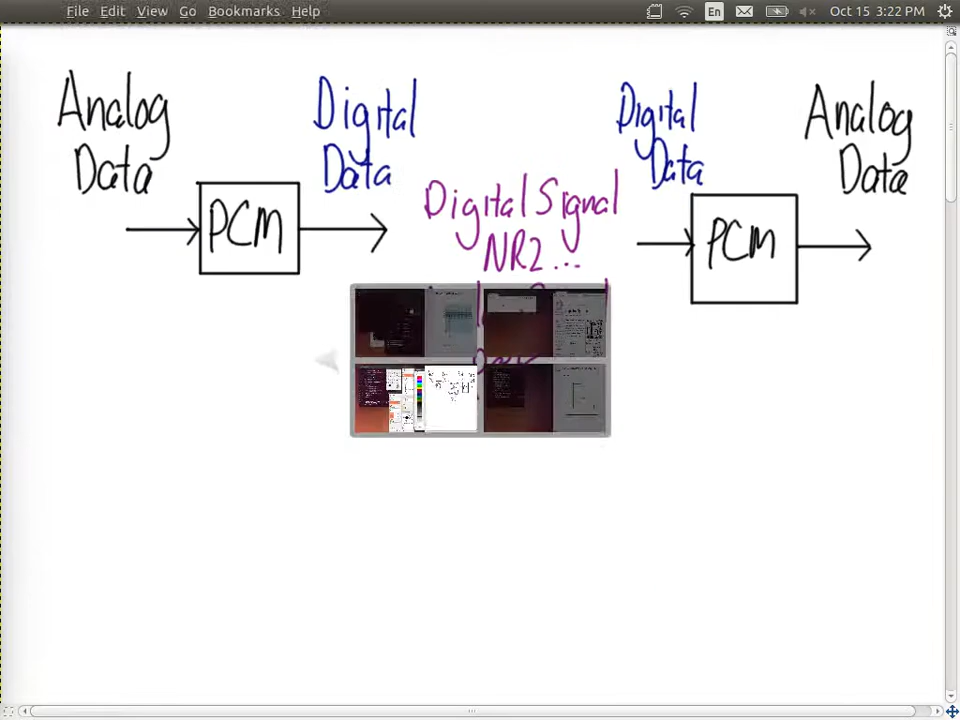 File Edit View Go Bookmarks Help
En
Oct 15 3:22 PM
Analog
Data
Digital
Data
Digital Signal
NR2 ...
Digital
Data
Analog
Data
PCM
PCM